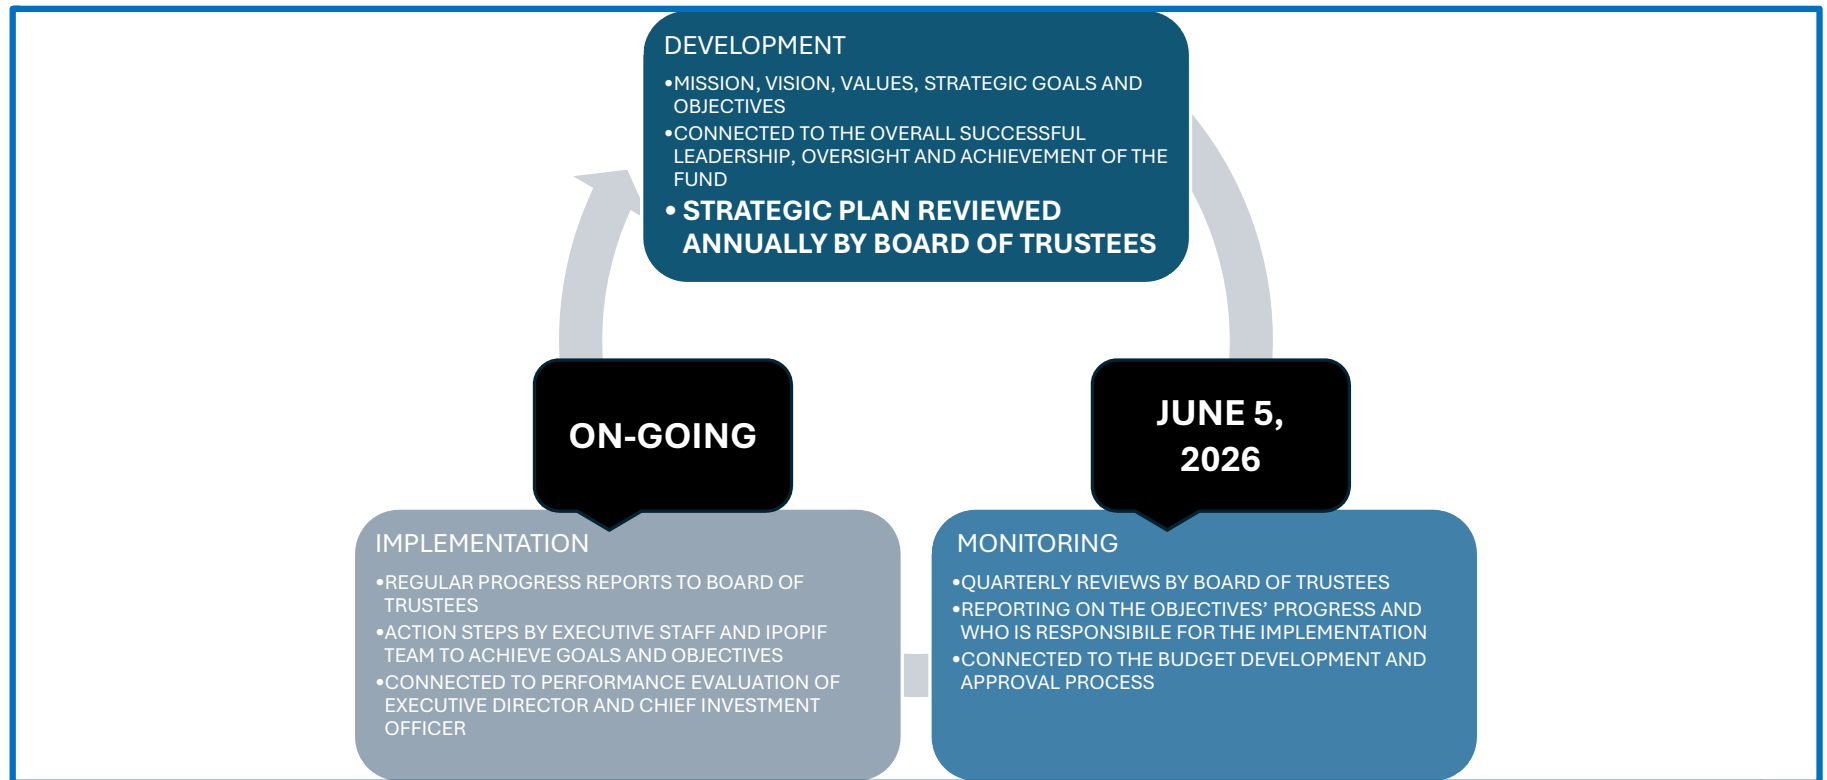 DEVELOPMENT
•MISSION, VISION, VALUES, STRATEGIC GOALS AND
OBJECTIVES
•CONNECTED TO THE OVERALL SUCCESSFUL
LEADERSHIP, OVERSIGHT AND ACHIEVEMENT OF THE
FUND
• STRATEGIC PLAN REVIEWED
ANNUALLY BY BOARD OF TRUSTEES
ON-GOING
JUNE 5,
2026
IMPLEMENTATION
•REGULAR PROGRESS REPORTS TO BOARD OF
TRUSTEES
•ACTION STEPS BY EXECUTIVE STAFF AND IPOPIF
TEAM TO ACHIEVE GOALS AND OBJECTIVES
•CONNECTED TO PERFORMANCE EVALUATION OF
EXECUTIVE DIRECTOR AND CHIEF INVESTMENT
OFFICER
MONITORING
•QUARTERLY REVIEWS BY BOARD OF TRUSTEES
•REPORTING ON THE OBJECTIVES’ PROGRESS AND
WHO IS RESPONSIBILE FOR THE IMPLEMENTATION
•CONNECTED TO THE BUDGET DEVELOPMENT AND
APPROVAL PROCESS